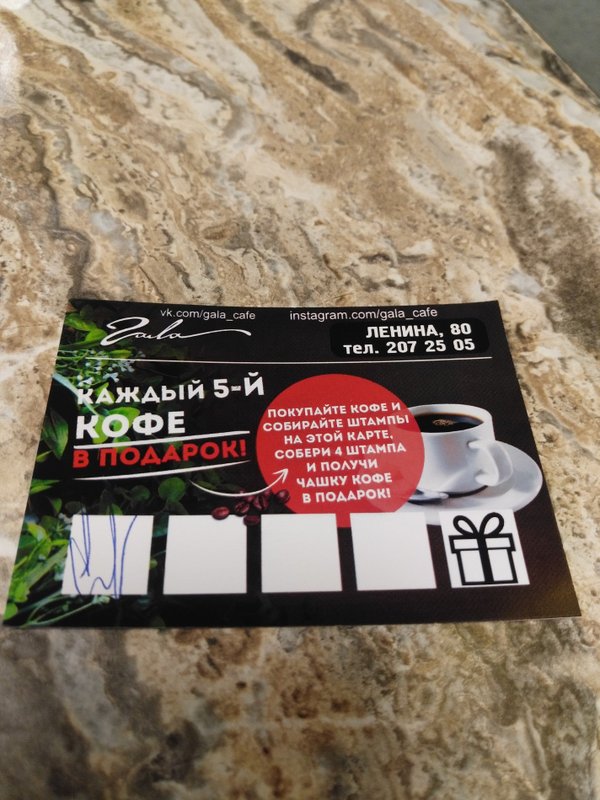 vk.com/gala_cafe
instagram.com/gala_cafe
Gala
ЛЕНИНА, 80
тел. 207 25 05
КАЖДЫЙ 5-Й
КОФЕ
В ПОДАРОК!
ПОКУПАЙТЕ КОФЕ И
СОБИРАЙТЕ ШТАМПЫ
НА ЭТОЙ КАРТЕ,
СОБЕРИ 4 ШТАМПА
И ПОЛУЧИ
ЧАШКУ КОФЕ
В ПОДАРОК!